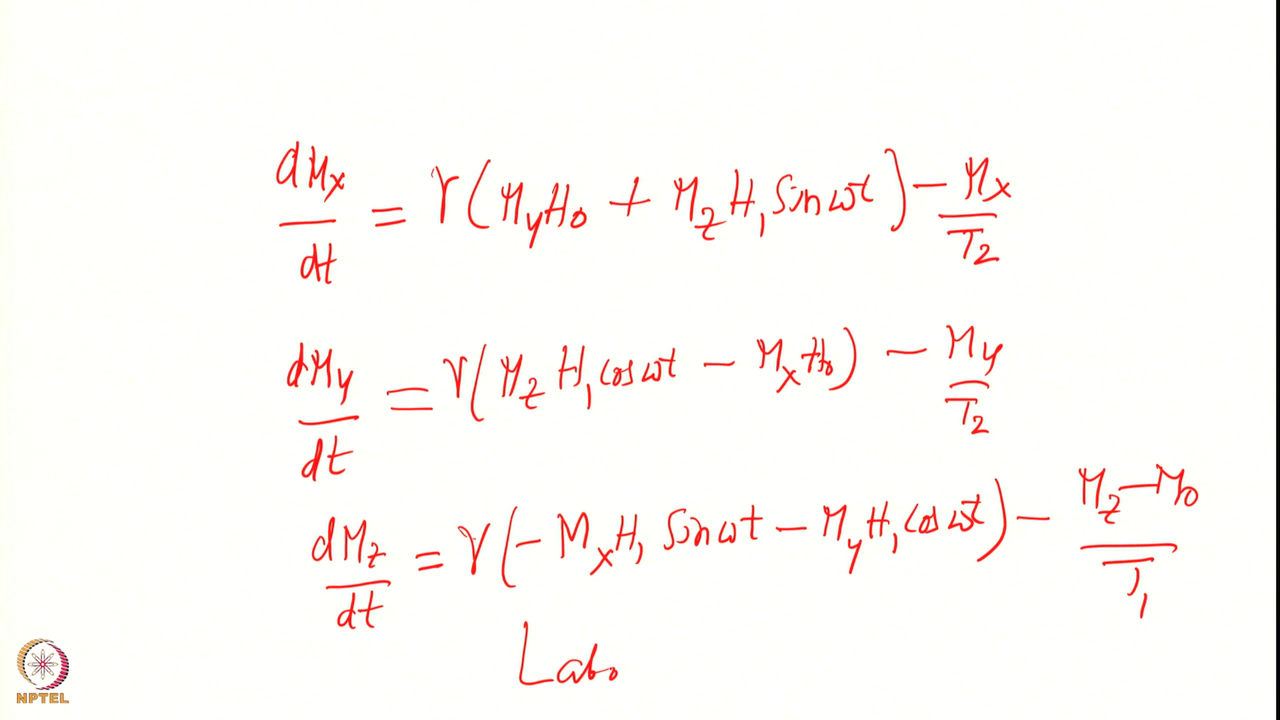 dMx/dt = γ(MyH₀ + MzH₁ Sin ωt) − Mx/T₂
dMy/dt = γ(MzH₁ cos ωt − MxH₀) − My/T₂
dMz/dt = γ(− MxH₁ Sin ωt − MyH₁ cos ωt) − Mz−M₀/T₁
Labo
NPTEL